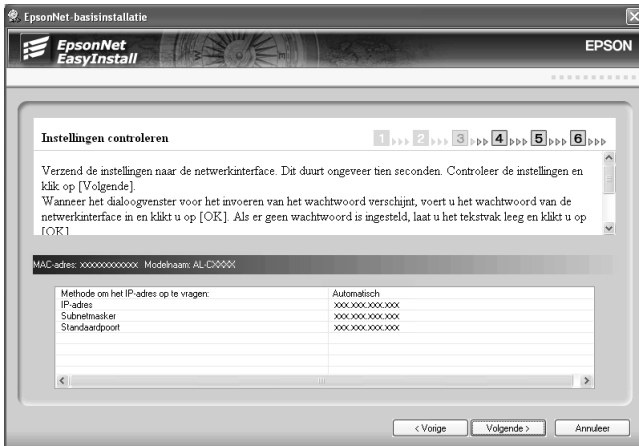 EpsonNet-basisinstallatie
EpsonNet
EasyInstall
EPSON
Instellingen controleren
1 2 3 4 5 6
Verzend de instellingen naar de netwerkinterface. Dit duurt ongeveer tien seconden. Controleer de instellingen en
klik op [Volgende].
Wanneer het dialoogvenster voor het invoeren van het wachtwoord verschijnt, voert u het wachtwoord van de
netwerkinterface in en klikt u op [OK]. Als er geen wachtwoord is ingesteld, laat u het tekstvak leeg en klikt u op
[OK]
MAC-adres: xxxxxxxxxxxx Modelnaam: AL-CXXXX
Methode om het IP-adres op te vragen: Automatisch
IP-adres xxx.xxx.xxx.xxx
Subnetmasker xxx.xxx.xxx.xxx
Standaardpoort xxx.xxx.xxx.xxx
< Vorige Volgende > Annuleer